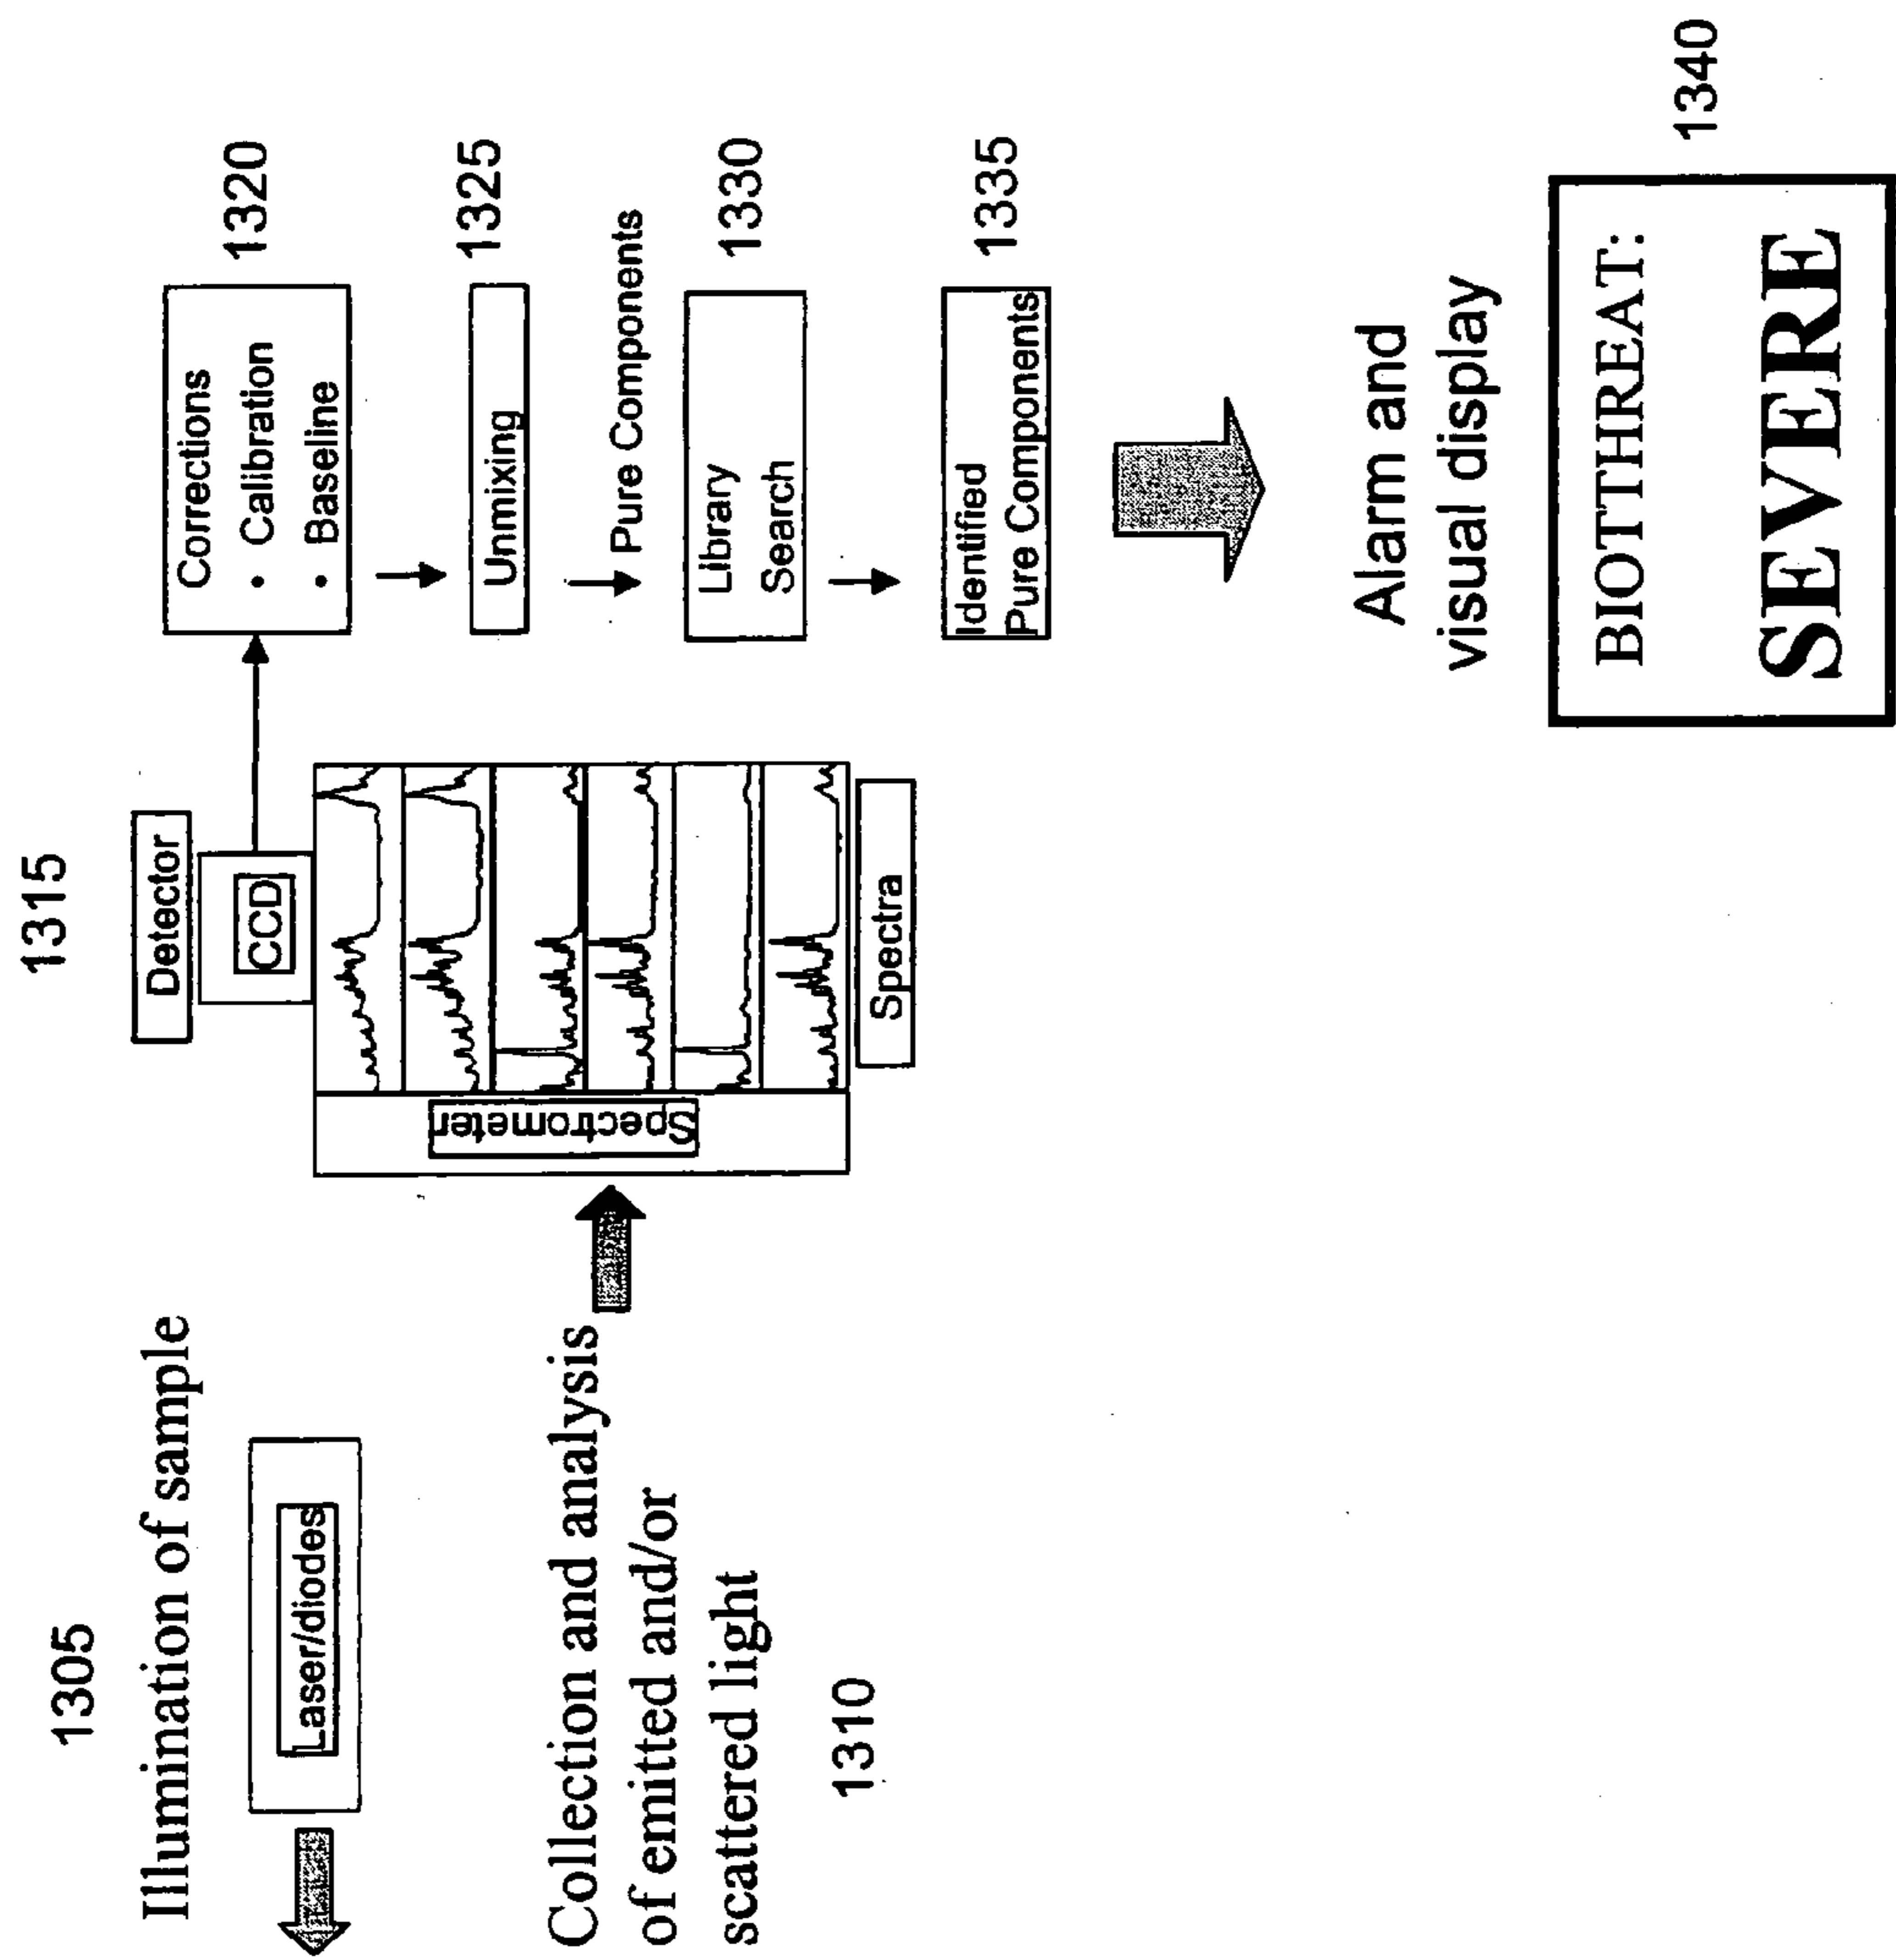 1305
Illumination of sample
Laser/diodes
Collection and analysis
of emitted and/or
scattered light
1310
1315
Detector
CCD
Spectrometer
Spectra
Corrections
• Calibration
• Baseline
1320
Unmixing
1325
Pure Components
Library
Search
1330
Identified
Pure Components
1335
Alarm and
visual display
BIOTTHREAT:
SEVERE
1340